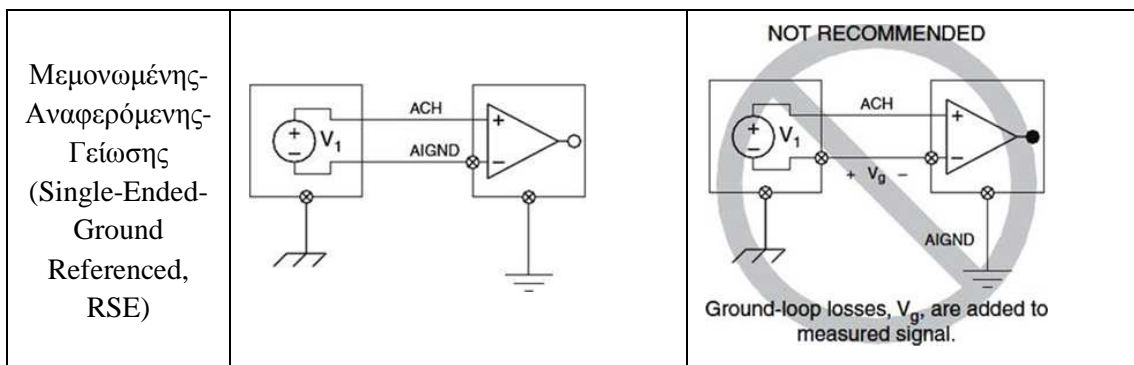 Μεμονωμένης-
Αναφερόμενης-
Γείωσης
(Single-Ended-
Ground
Referenced,
RSE)
+
−
V1
ACH
AIGND
+
−
NOT RECOMMENDED
+
−
V1
ACH
+
−
+ Vg −
AIGND
Ground-loop losses, Vg, are added to
measured signal.